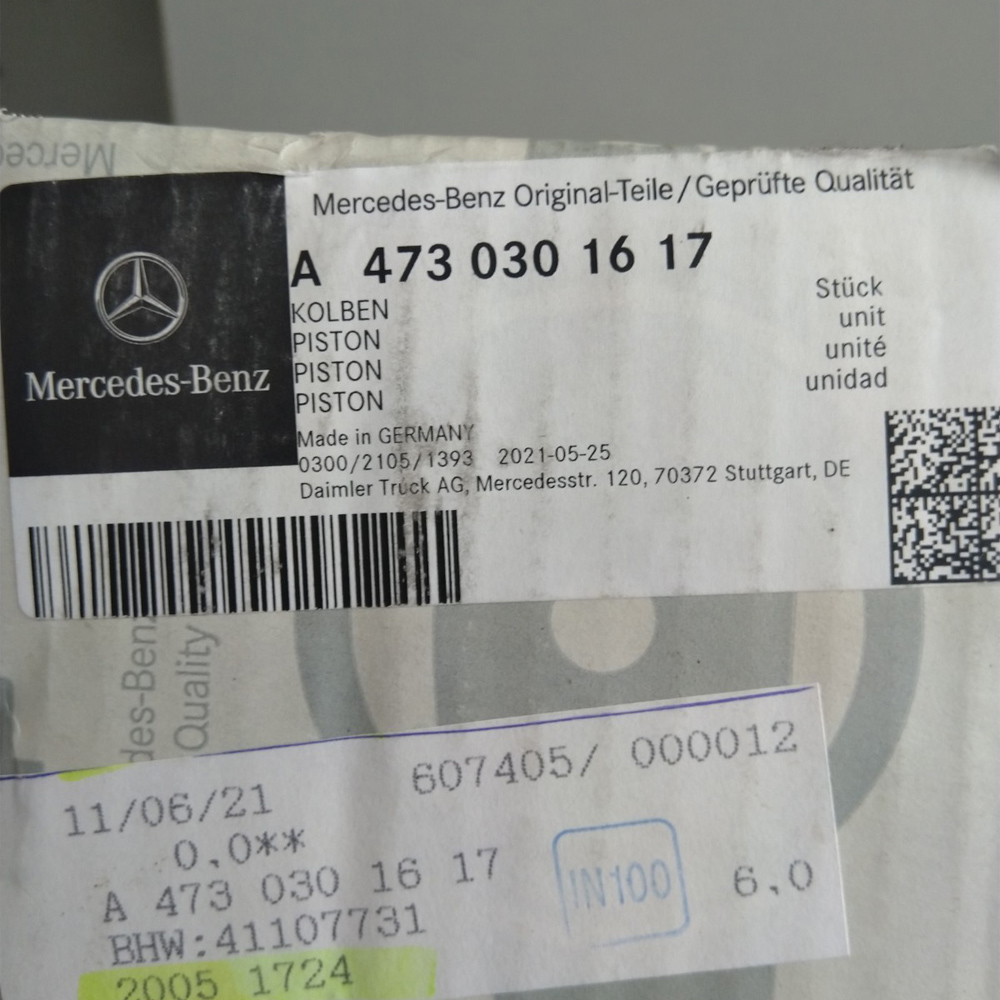 Mercedes-Benz Original-Teile/Geprüfte Qualität
A 473 030 16 17
KOLBEN
PISTON
PISTON
PISTON
Stück
unit
unité
unidad
Mercedes-Benz
Made in GERMANY
0300/2105/1393 2021-05-25
Daimler Truck AG, Mercedesstr. 120, 70372 Stuttgart, DE
des-Benz
Quality
607405/ 000012
11/06/21
0.0**
A 473 030 16 17
IN100
6.0
BHW:41107731
2005 1724